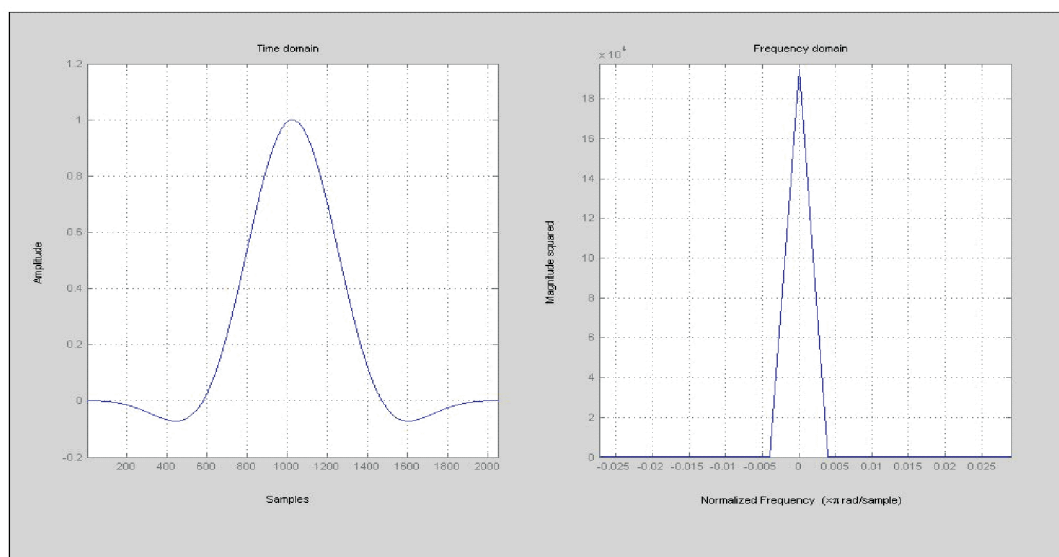 Time domain
1.2
1
0.8
0.6
0.4
0.2
0
-0.2
200 400 600 800 1000 1200 1400 1600 1800 2000
Amplitude
Samples
Frequency domain
× 10⁴
18
16
14
12
10
8
6
4
2
0
-0.025 -0.02 -0.015 -0.01 -0.005 0 0.005 0.01 0.015 0.02 0.025
Magnitude squared
Normalized Frequency (×π rad/sample)